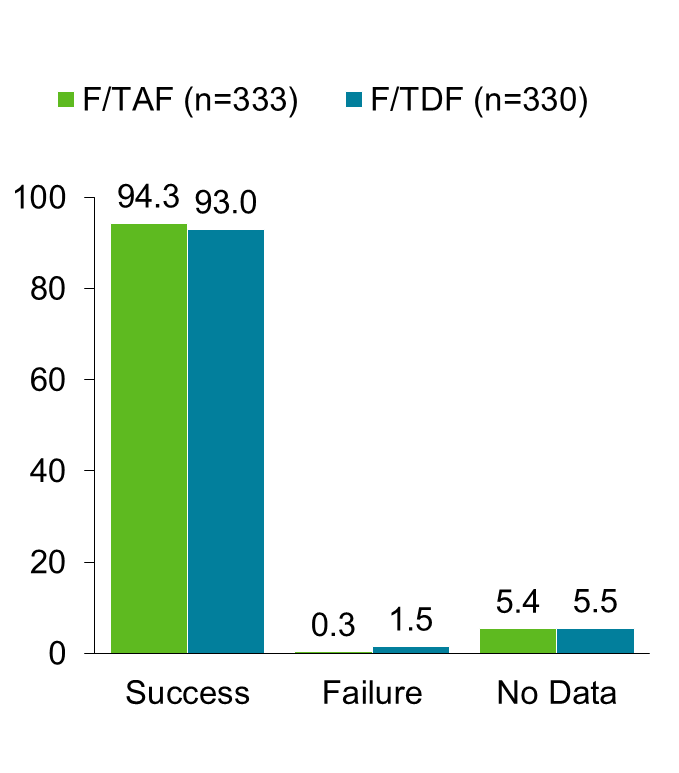 F/TAF (n=333) F/TDF (n=330)
100
94.3 93.0
80
60
40
20
0.3 1.5 5.4 5.5
0
Success Failure No Data